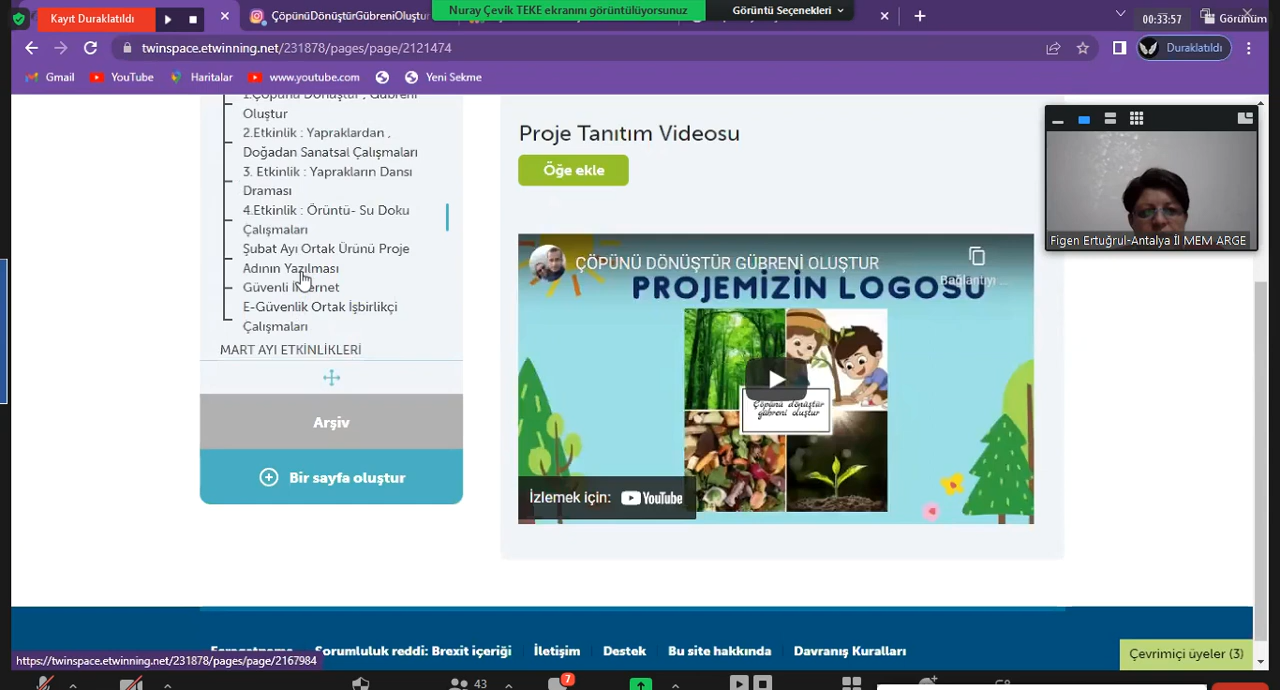 Kayıt Duraklatıldı
ÇöpünüDönüştürGübreniOluştur
Nuray Çevik TEKE ekranını görüntülüyorsunuz
Görüntü Seçenekleri
00:33:57
Görünüm
twinspace.etwinning.net/231878/pages/page/2121474
Duraklatıldı
Gmail
YouTube
Haritalar
www.youtube.com
Yeni Sekme
1.Çöpünü Dönüştür , Gübreni
Oluştur
2.Etkinlik : Yapraklardan ,
Doğadan Sanatsal Çalışmaları
3. Etkinlik : Yaprakların Dansı
Draması
4.Etkinlik : Örüntü- Su Doku
Çalışmaları
Şubat Ayı Ortak Ürünü Proje
Adının Yazılması
Güvenli İnternet
E-Güvenlik Ortak İşbirlikçi
Çalışmaları
MART AYI ETKİNLİKLERİ
Arşiv
Bir sayfa oluştur
Proje Tanıtım Videosu
Öğe ekle
ÇÖPÜNÜ DÖNÜŞTÜR GÜBRENİ OLUŞTUR
Bağlantıyı ...
PROJEMİZİN LOGOSU
Çöpünü dönüştür
gübreni oluştur
İzlemek için: YouTube
Figen Ertuğrul-Antalya İl MEM ARGE
Feragatname
Sorumluluk reddi: Brexit içeriği
İletişim
Destek
Bu site hakkında
Davranış Kuralları
Çevrimiçi üyeler (3)
https://twinspace.etwinning.net/231878/pages/page/2167984
43
7